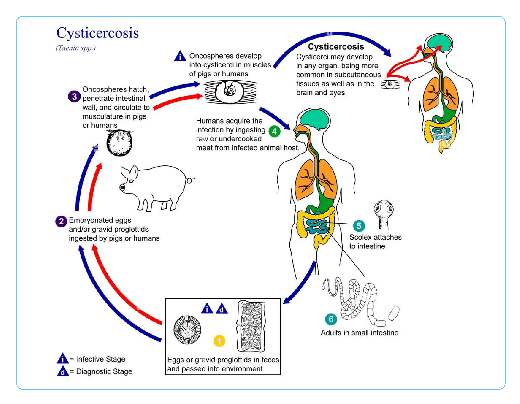 Cysticercosis
(Taenia spp.)
i Oncospheres develop
into cysticerci in muscles
of pigs or humans
Cysticercosis
Cysticerci may develop
in any organ, being more
common in subcutaneous
tissues as well as in the
brain and eyes.
3 Oncospheres hatch,
penetrate intestinal
wall, and circulate to
musculature in pigs
or humans
Humans acquire the
infection by ingesting 4
raw or undercooked
meat from infected animal host.
2 Embryonated eggs
and/or gravid proglottids
ingested by pigs or humans
5
Scolex attaches
to intestine
6
Adults in small intestine
i d
1
Eggs or gravid proglottids in feces
and passed into environment
i = Infective Stage
d = Diagnostic Stage